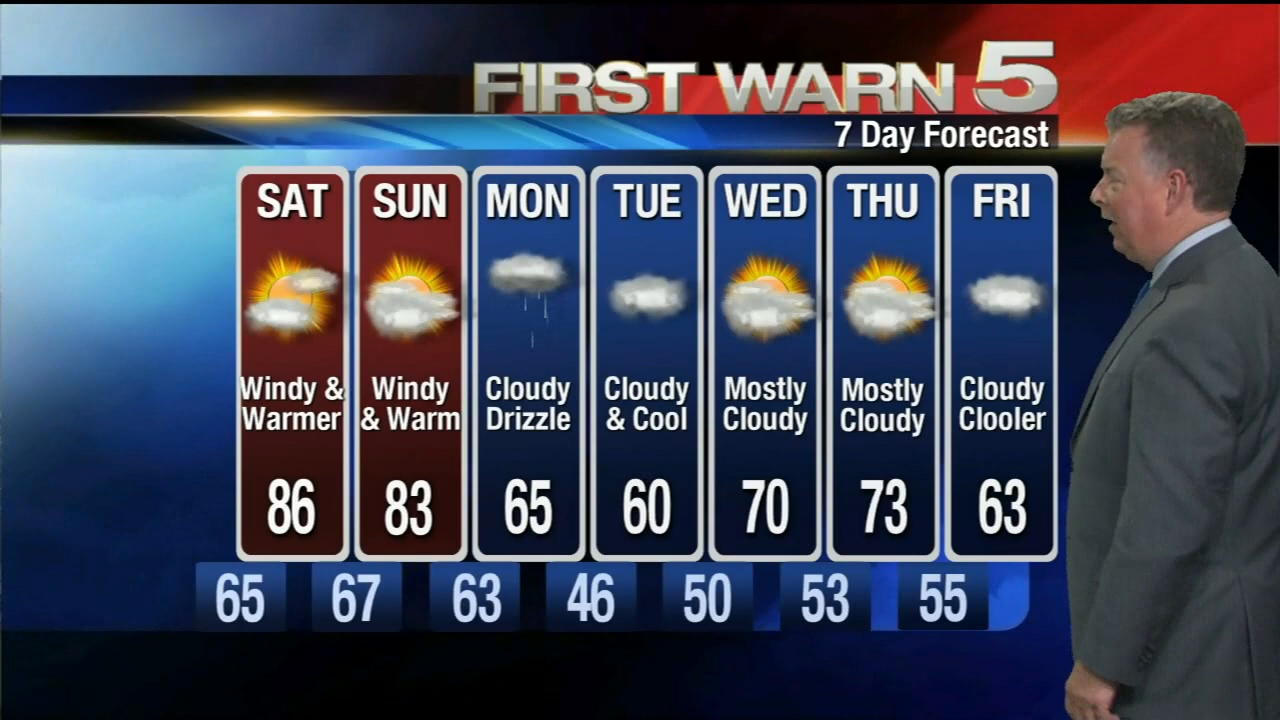 FIRST WARN 5
7 Day Forecast
SAT SUN MON TUE WED THU FRI
Windy & Warmer
Windy & Warm
Cloudy Drizzle
Cloudy & Cool
Mostly Cloudy
Mostly Cloudy
Cloudy Clooler
86 83 65 60 70 73 63
65 67 63 46 50 53 55